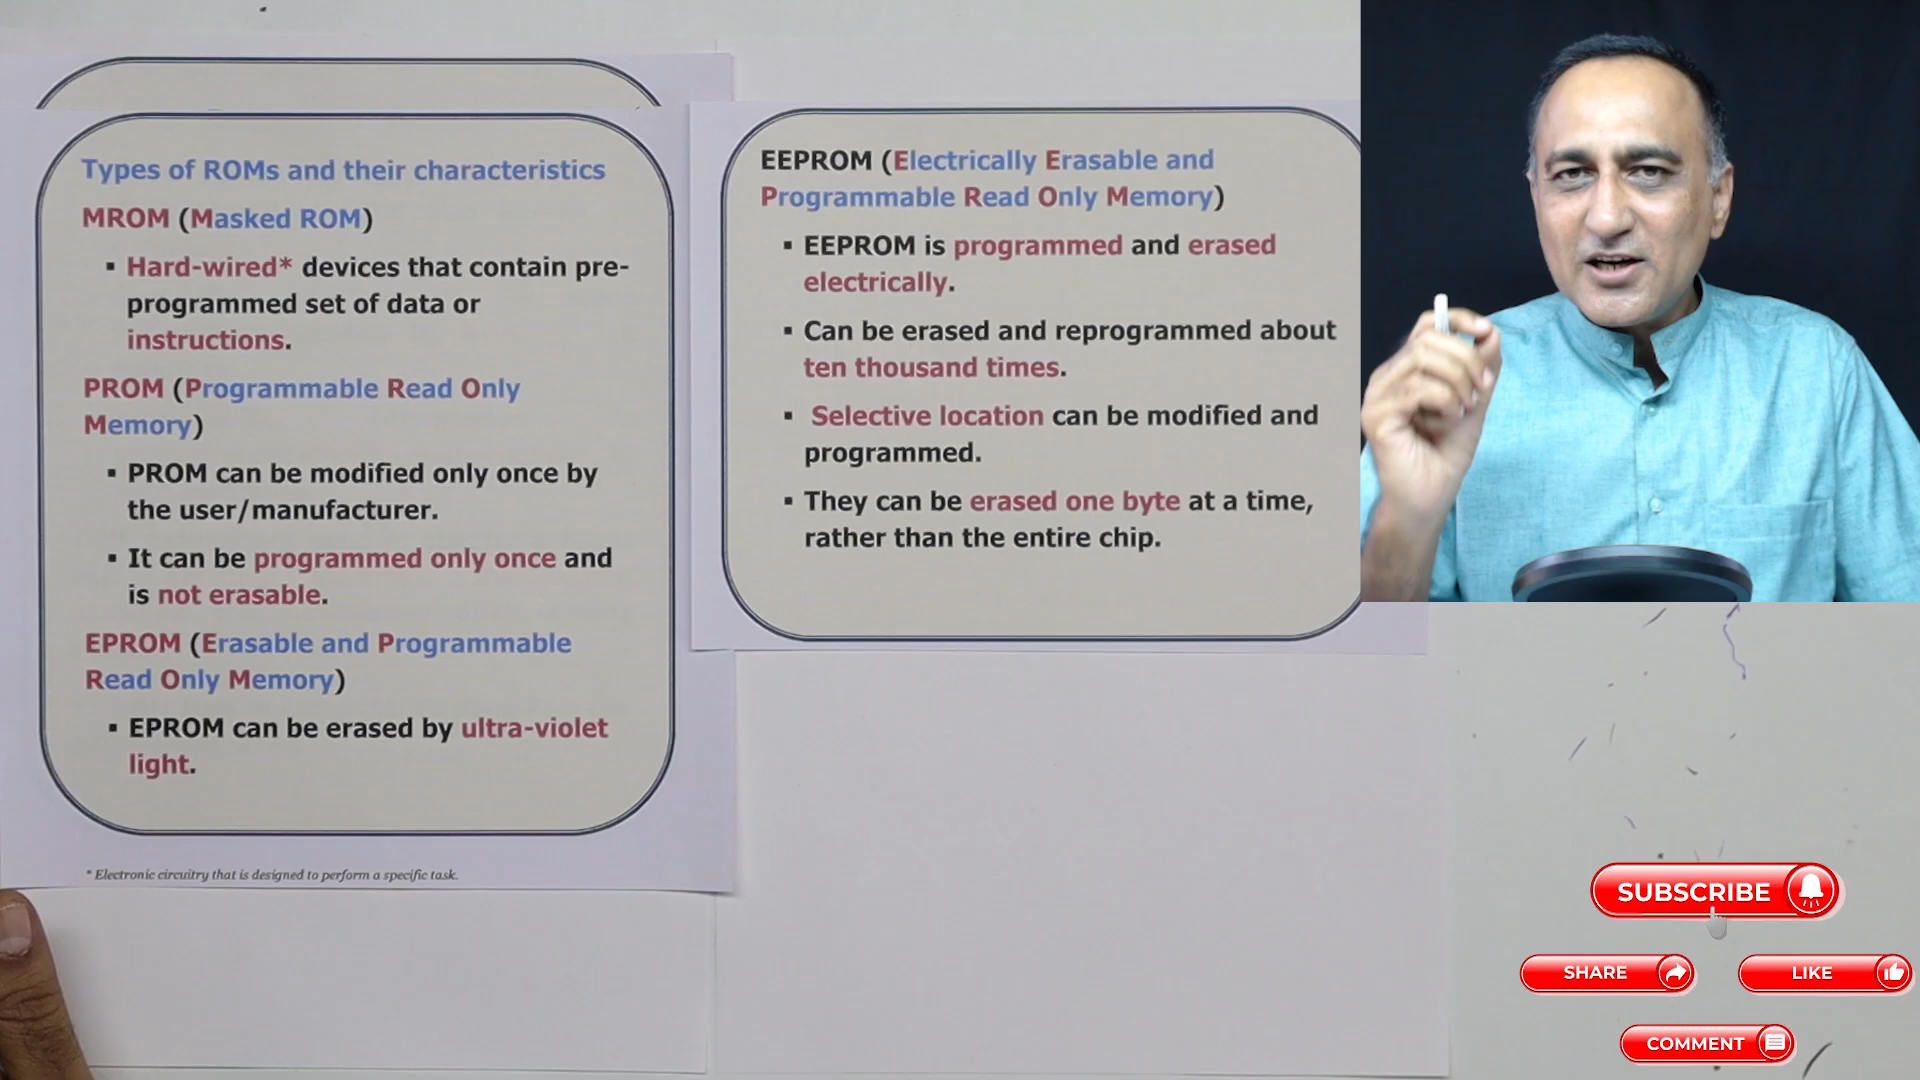 Types of ROMs and their characteristics
MROM (Masked ROM)
▪ Hard-wired* devices that contain pre-
programmed set of data or
instructions.
PROM (Programmable Read Only
Memory)
▪ PROM can be modified only once by
the user/manufacturer.
▪ It can be programmed only once and
is not erasable.
EPROM (Erasable and Programmable
Read Only Memory)
▪ EPROM can be erased by ultra-violet
light.
* Electronic circuitry that is designed to perform a specific task.
EEPROM (Electrically Erasable and
Programmable Read Only Memory)
▪ EEPROM is programmed and erased
electrically.
▪ Can be erased and reprogrammed about
ten thousand times.
▪ Selective location can be modified and
programmed.
▪ They can be erased one byte at a time,
rather than the entire chip.
SUBSCRIBE
SHARE
LIKE
COMMENT